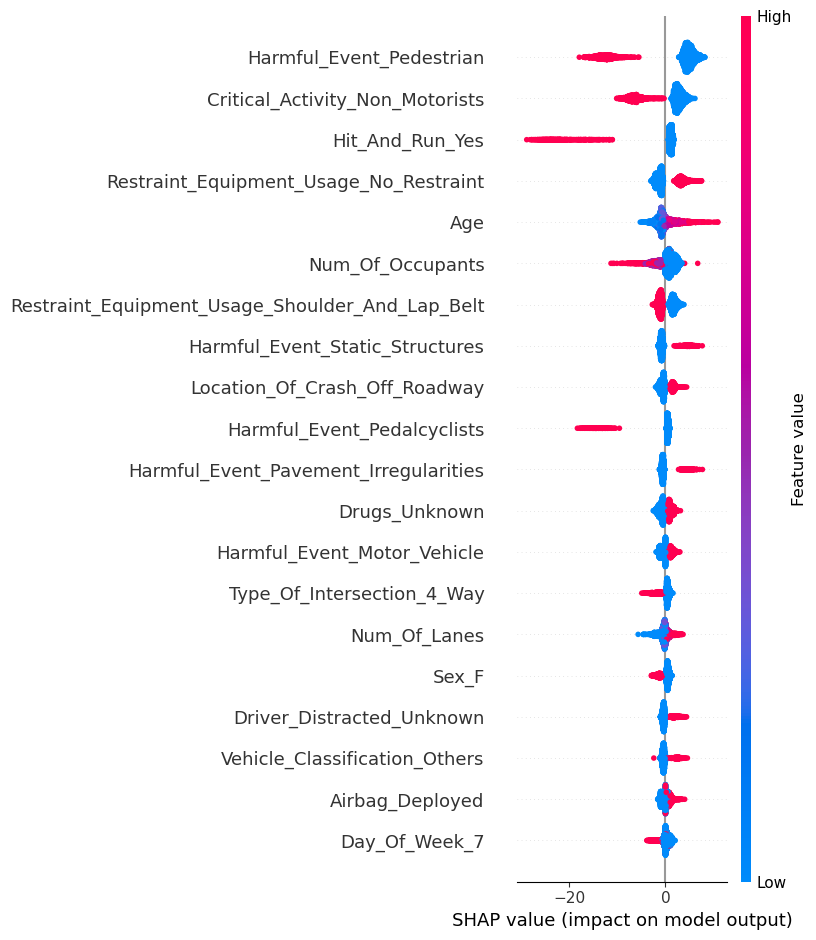 High
Harmful_Event_Pedestrian
Critical_Activity_Non_Motorists
Hit_And_Run_Yes
Restraint_Equipment_Usage_No_Restraint
Age
Num_Of_Occupants
Restraint_Equipment_Usage_Shoulder_And_Lap_Belt
Harmful_Event_Static_Structures
Location_Of_Crash_Off_Roadway
Harmful_Event_Pedalcyclists
Harmful_Event_Pavement_Irregularities
Drugs_Unknown
Harmful_Event_Motor_Vehicle
Type_Of_Intersection_4_Way
Num_Of_Lanes
Sex_F
Driver_Distracted_Unknown
Vehicle_Classification_Others
Airbag_Deployed
Day_Of_Week_7
Feature value
Low
−20 0
SHAP value (impact on model output)